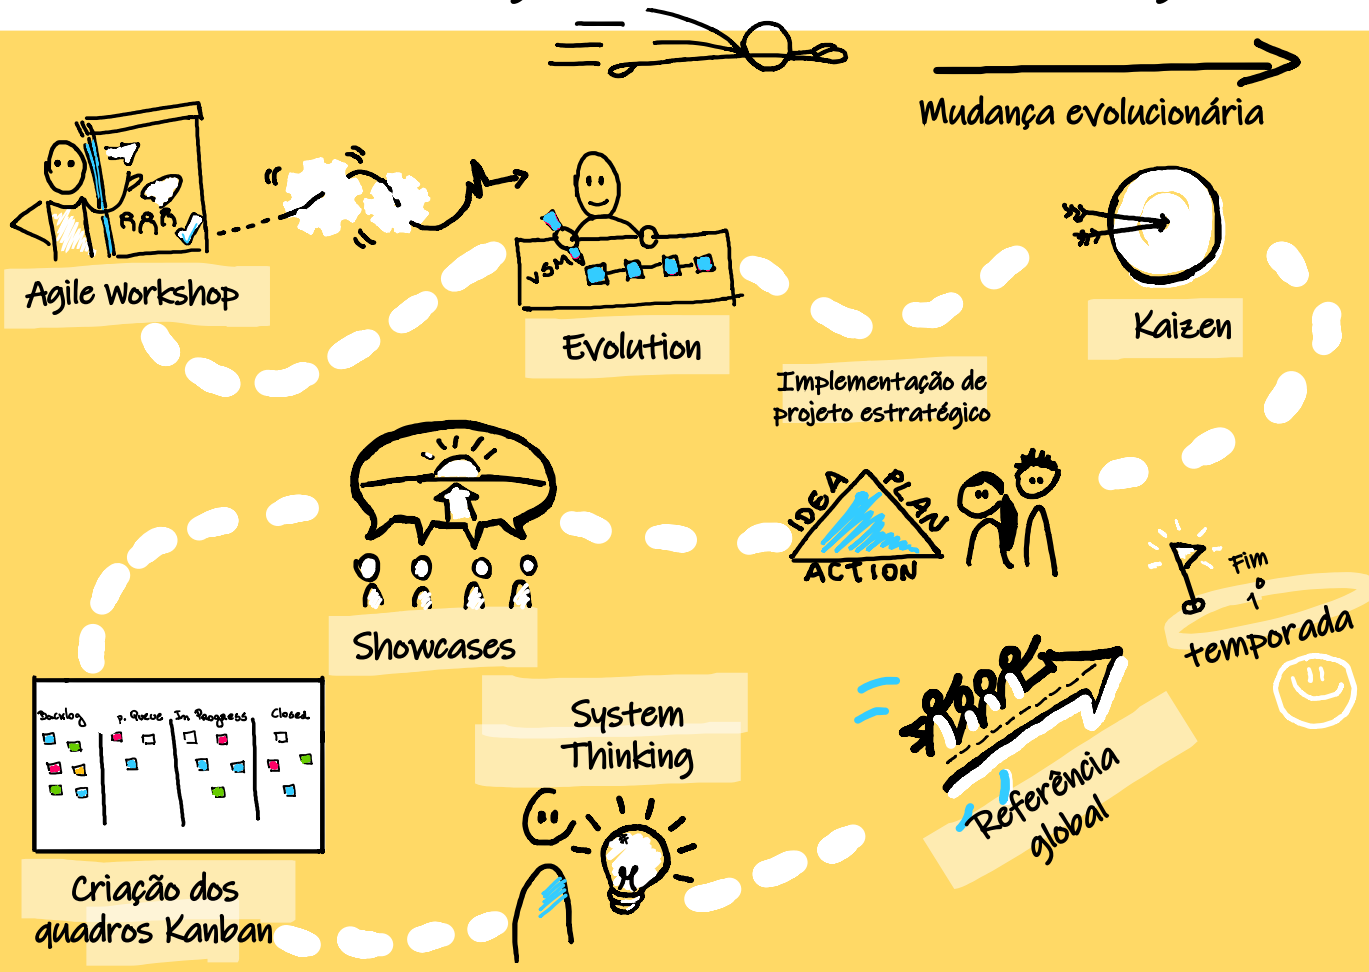 Mudança evolucionária
Agile Workshop
VSM
Evolution
Kaizen
Implementação de
projeto estratégico
IDEA
PLAN
ACTION
Showcases
Fim
1º
temporada
Backlog
p. Queue
In Progress
Closed
System
Thinking
Referência
global
Criação dos
quadros Kanban